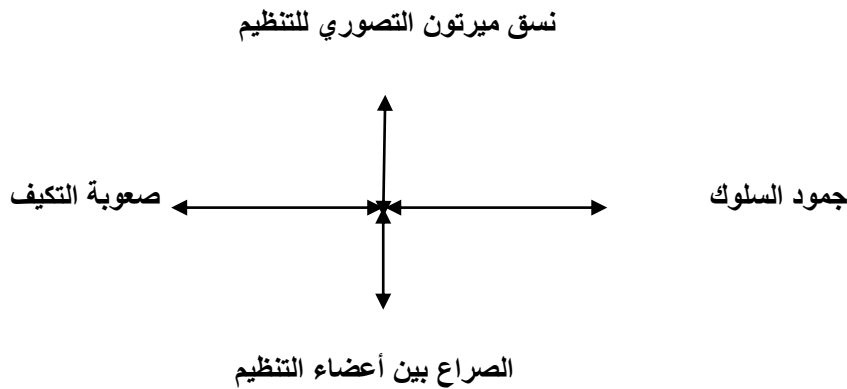 نسق ميرتون التصوري للتنظيم
جمود السلوك
صعوبة التكيف
الصراع بين أعضاء التنظيم